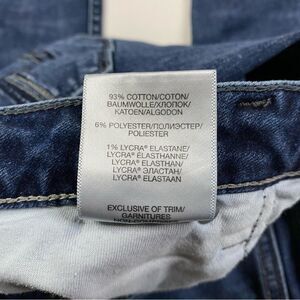 93% COTTON/COTÓN/
BAUMWOLLE/ХЛОПОК/
KATOEN/ALGODON
6% POLYESTER/ПОЛИЭСТЕР/
POLIESTER
1% LYCRA® ELASTANE/
LYCRA® ELASTHANNE/
LYCRA® ELASTHAN/
LYCRA® ЭЛАСТАН/
LYCRA® ELASTAAN
EXCLUSIVE OF TRIM/
GARNITURES